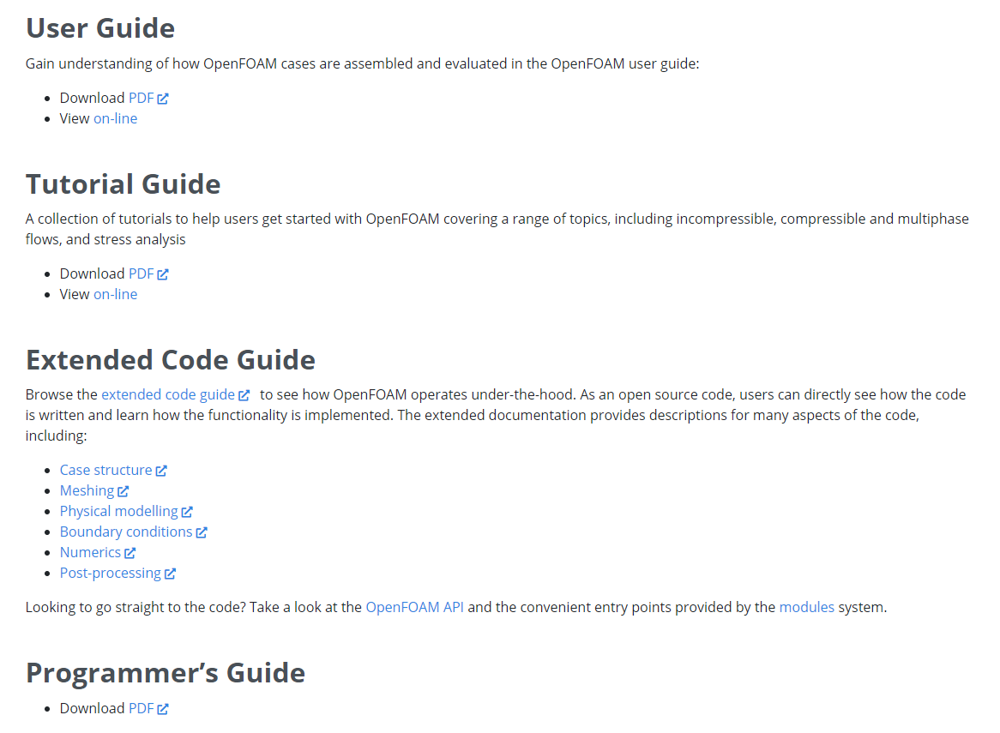 User Guide
Gain understanding of how OpenFOAM cases are assembled and evaluated in the OpenFOAM user guide:
• Download PDF
• View on-line
Tutorial Guide
A collection of tutorials to help users get started with OpenFOAM covering a range of topics, including incompressible, compressible and multiphase
flows, and stress analysis
• Download PDF
• View on-line
Extended Code Guide
Browse the extended code guide to see how OpenFOAM operates under-the-hood. As an open source code, users can directly see how the code
is written and learn how the functionality is implemented. The extended documentation provides descriptions for many aspects of the code,
including:
• Case structure
• Meshing
• Physical modelling
• Boundary conditions
• Numerics
• Post-processing
Looking to go straight to the code? Take a look at the OpenFOAM API and the convenient entry points provided by the modules system.
Programmer’s Guide
• Download PDF